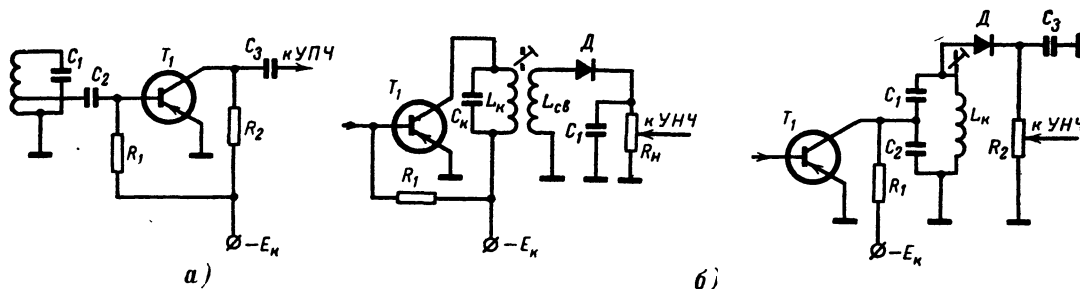 C₁
C₂
T₁
C₃
к УПЧ
R₁
R₂
−Eк
а)
T₁
Cк
Lк
Lсв
Д
C₁
Rн
к УНЧ
R₁
−Eк
T₁
C₁
C₂
Lк
Д
C₃
R₂
к УНЧ
R₁
−Eк
б)